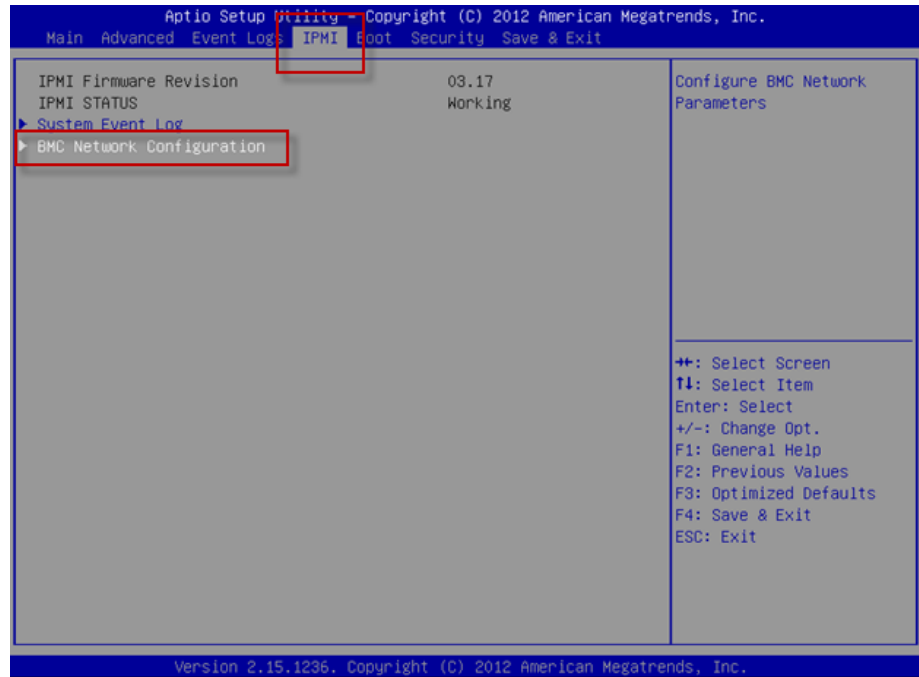 Aptio Setup Utility - Copyright (C) 2012 American Megatrends, Inc.
Main Advanced Event Logs IPMI Boot Security Save & Exit
IPMI Firmware Revision 03.17
IPMI STATUS Working
System Event Log
BMC Network Configuration
Configure BMC Network
Parameters
→←: Select Screen
↑↓: Select Item
Enter: Select
+/-: Change Opt.
F1: General Help
F2: Previous Values
F3: Optimized Defaults
F4: Save & Exit
ESC: Exit
Version 2.15.1236. Copyright (C) 2012 American Megatrends, Inc.